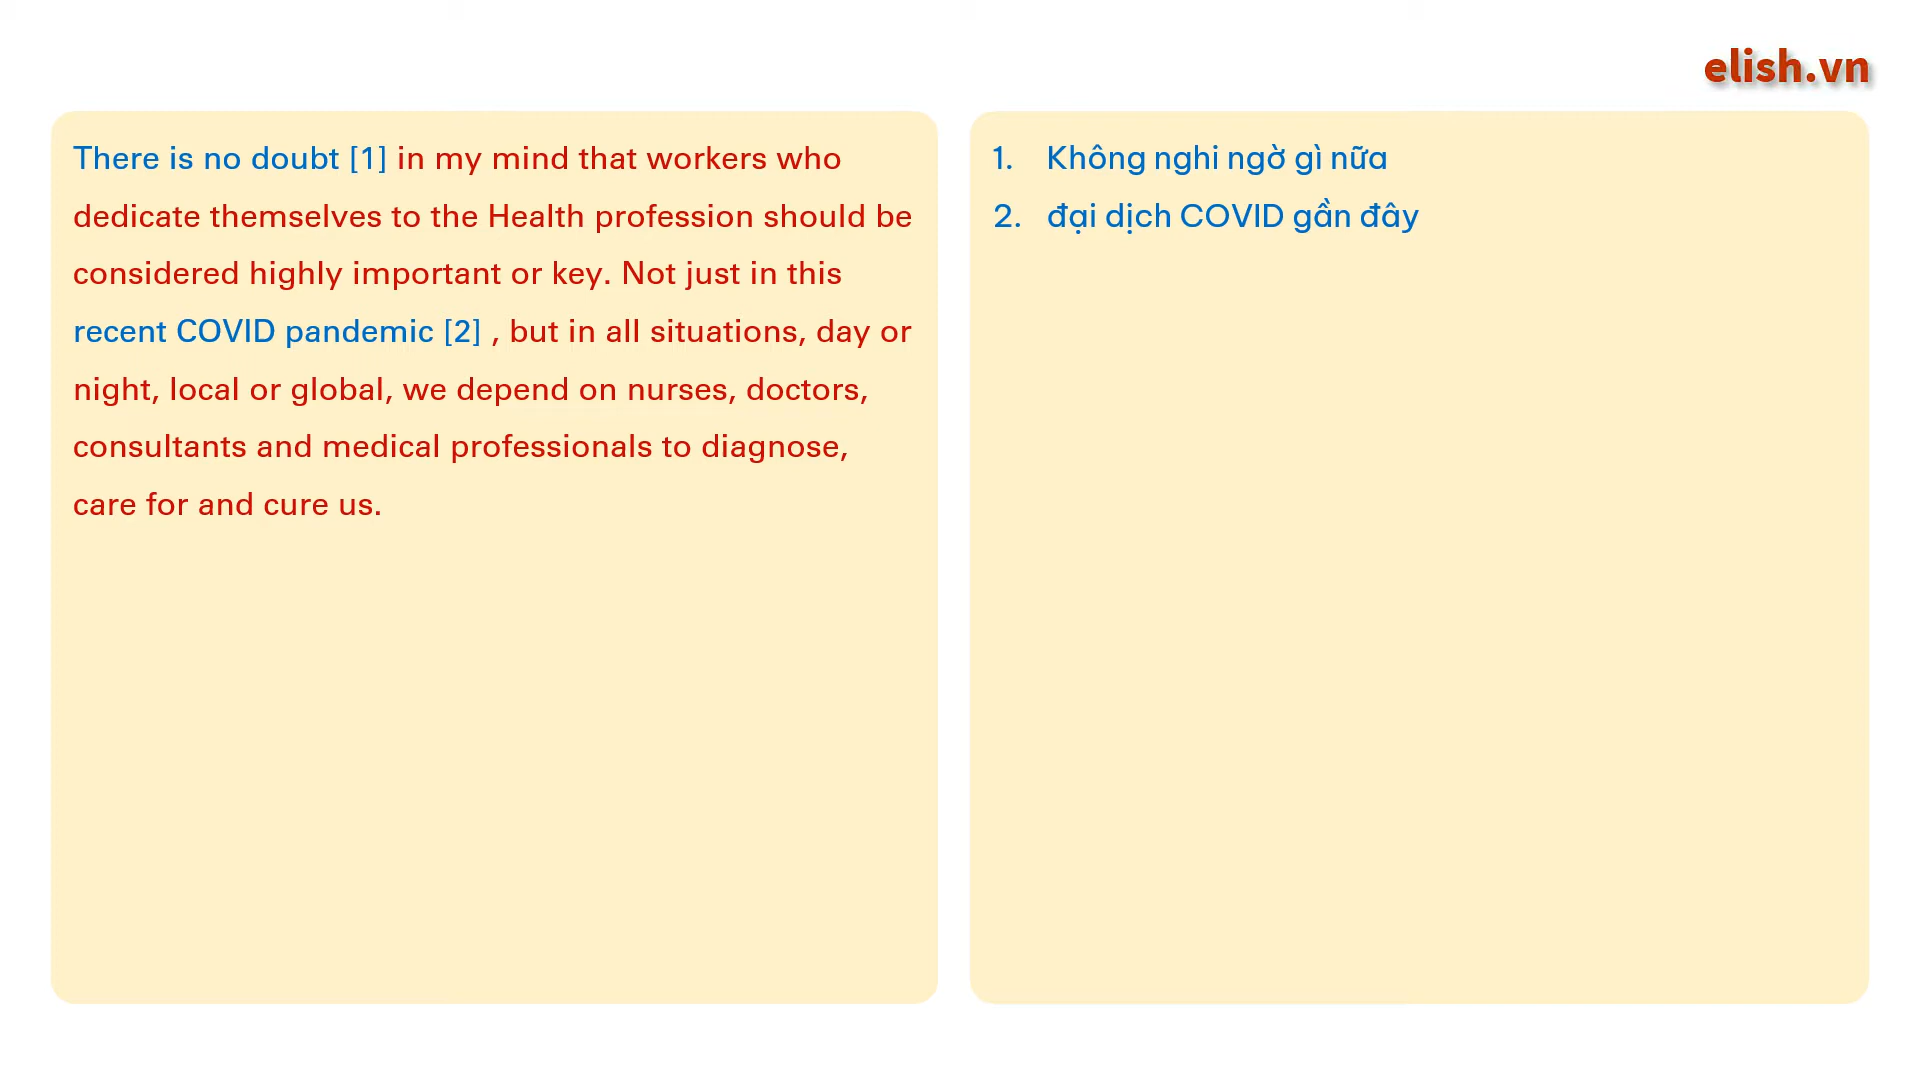 elish.vn
There is no doubt [1] in my mind that workers who
dedicate themselves to the Health profession should be
considered highly important or key. Not just in this
recent COVID pandemic [2] , but in all situations, day or
night, local or global, we depend on nurses, doctors,
consultants and medical professionals to diagnose,
care for and cure us.
1. Không nghi ngờ gì nữa
2. đại dịch COVID gần đây